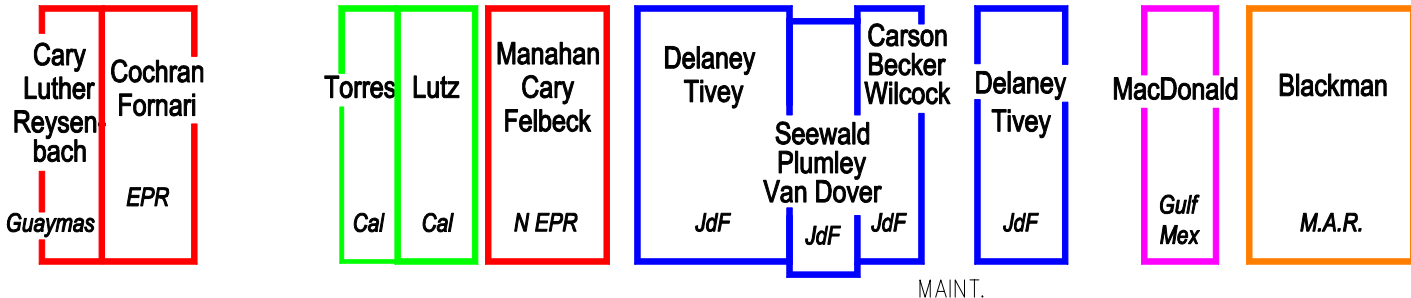 Cary
Luther
Reysen-
bach
Guaymas
Cochran
Fornari
EPR
Torres
Cal
Lutz
Cal
Manahan
Cary
Felbeck
N EPR
Delaney
Tivey
JdF
Seewald
Plumley
Van Dover
JdF
Carson
Becker
Wilcock
JdF
Delaney
Tivey
JdF
MacDonald
Gulf
Mex
Blackman
M.A.R.
MAINT.